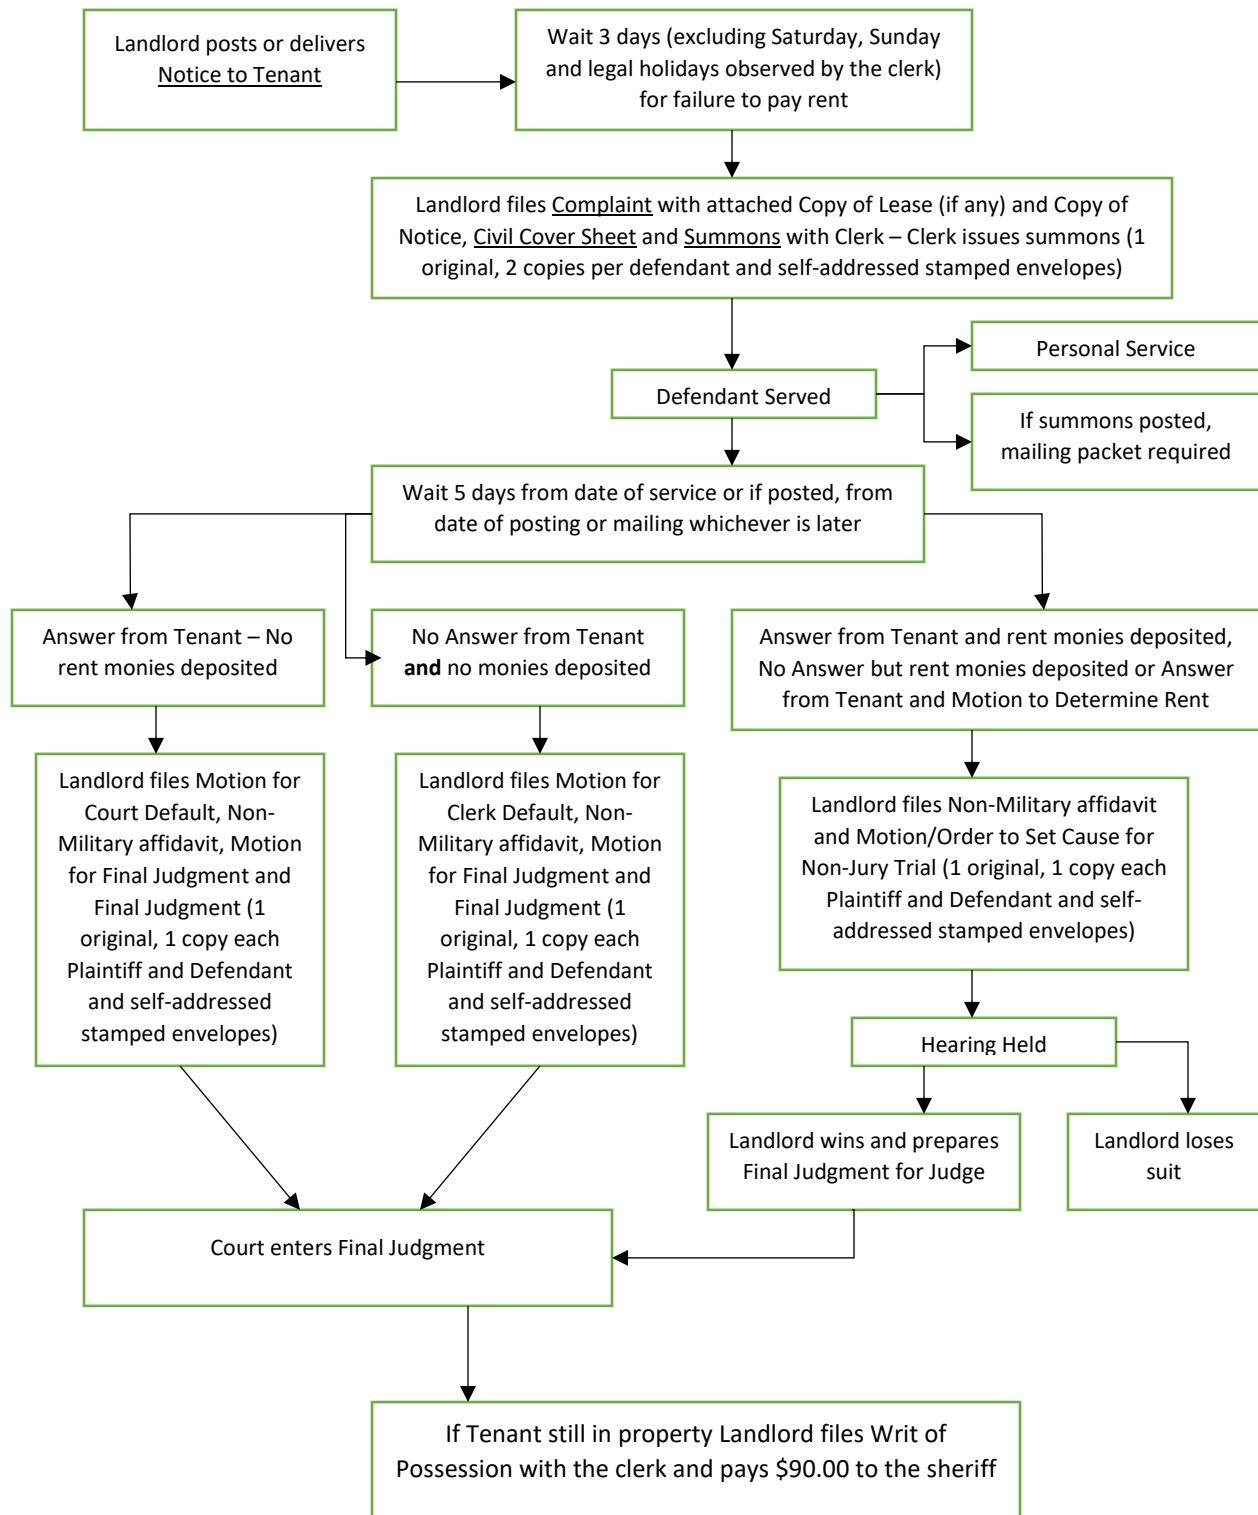 Landlord posts or delivers
Notice to Tenant
Wait 3 days (excluding Saturday, Sunday
and legal holidays observed by the clerk)
for failure to pay rent
Landlord files Complaint with attached Copy of Lease (if any) and Copy of
Notice, Civil Cover Sheet and Summons with Clerk – Clerk issues summons (1
original, 2 copies per defendant and self-addressed stamped envelopes)
Defendant Served
Personal Service
If summons posted,
mailing packet required
Wait 5 days from date of service or if posted, from
date of posting or mailing whichever is later
Answer from Tenant – No
rent monies deposited
No Answer from Tenant
and no monies deposited
Answer from Tenant and rent monies deposited,
No Answer but rent monies deposited or Answer
from Tenant and Motion to Determine Rent
Landlord files Motion for
Court Default, Non-
Military affidavit, Motion
for Final Judgment and
Final Judgment (1
original, 1 copy each
Plaintiff and Defendant
and self-addressed
stamped envelopes)
Landlord files Motion for
Clerk Default, Non-
Military affidavit, Motion
for Final Judgment and
Final Judgment (1
original, 1 copy each
Plaintiff and Defendant
and self-addressed
stamped envelopes)
Landlord files Non-Military affidavit
and Motion/Order to Set Cause for
Non-Jury Trial (1 original, 1 copy each
Plaintiff and Defendant and self-
addressed stamped envelopes)
Hearing Held
Landlord wins and prepares
Final Judgment for Judge
Landlord loses
suit
Court enters Final Judgment
If Tenant still in property Landlord files Writ of
Possession with the clerk and pays $90.00 to the sheriff